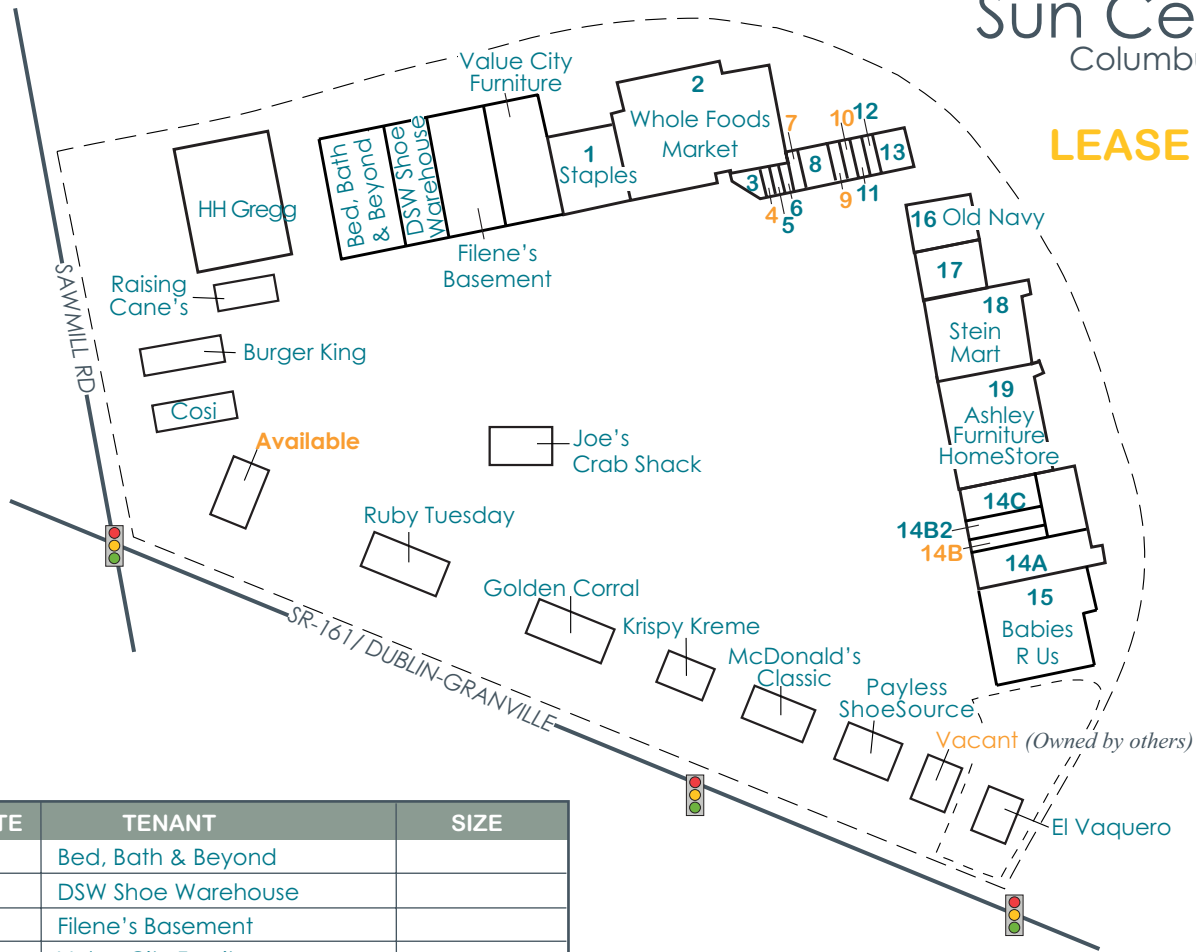 Sun Ce
Columbu
LEASE
Value City
Furniture
2
Whole Foods
Market
7
10
12
1
Staples
8
13
3
4
5
6
9
11
Bed, Bath
& Beyond
DSW Shoe
Warehouse
HH Gregg
Filene's
Basement
16 Old Navy
17
18
Stein
Mart
19
Ashley
Furniture
HomeStore
Raising
Cane's
Burger King
Cosi
Available
Joe's
Crab Shack
SAWMILL RD
14C
14B2
14B
14A
15
Babies
R Us
Ruby Tuesday
Golden Corral
Krispy Kreme
McDonald's
Classic
Payless
ShoeSource
Vacant (Owned by others)
El Vaquero
SR-161/ DUBLIN-GRANVILLE
TE TENANT SIZE
Bed, Bath & Beyond
DSW Shoe Warehouse
Filene's Basement